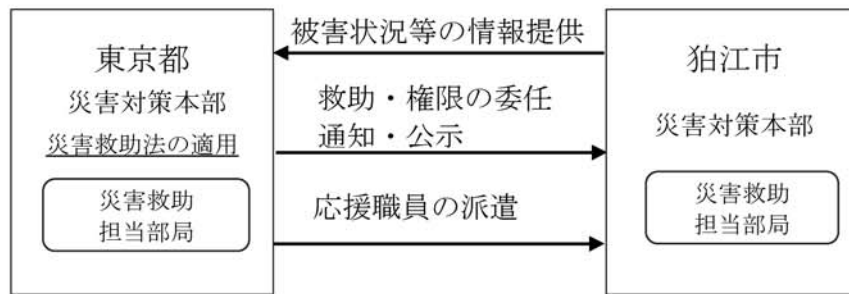 東京都
災害対策本部
災害救助法の適用
災害救助
担当部局
被害状況等の情報提供
救助・権限の委任
通知・公示
応援職員の派遣
狛江市
災害対策本部
災害救助
担当部局